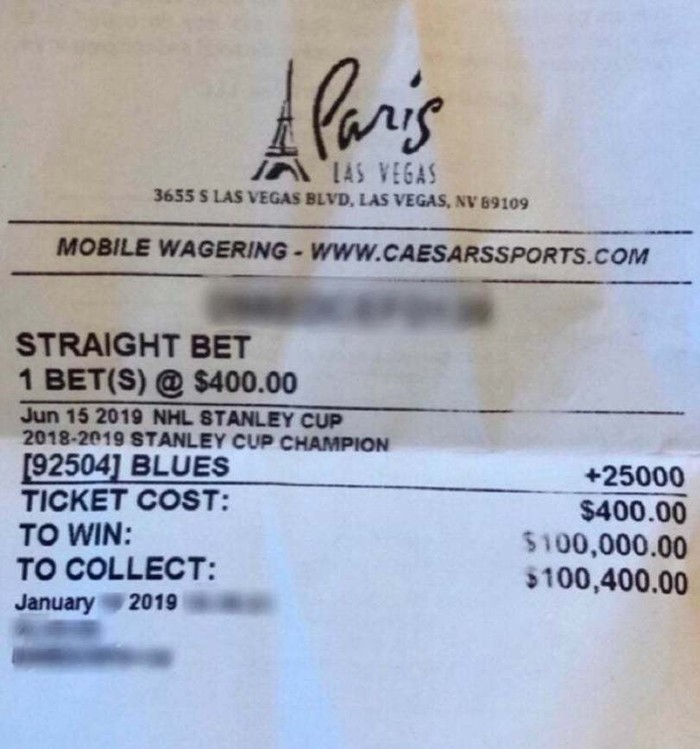 Paris
LAS VEGAS
3655 S LAS VEGAS BLVD, LAS VEGAS, NV 89109
MOBILE WAGERING - WWW.CAESARSSPORTS.COM
STRAIGHT BET
1 BET(S) @ $400.00
Jun 15 2019 NHL STANLEY CUP
2018-2019 STANLEY CUP CHAMPION
[92504] BLUES +25000
TICKET COST: $400.00
TO WIN: $100,000.00
TO COLLECT: $100,400.00
January 2019